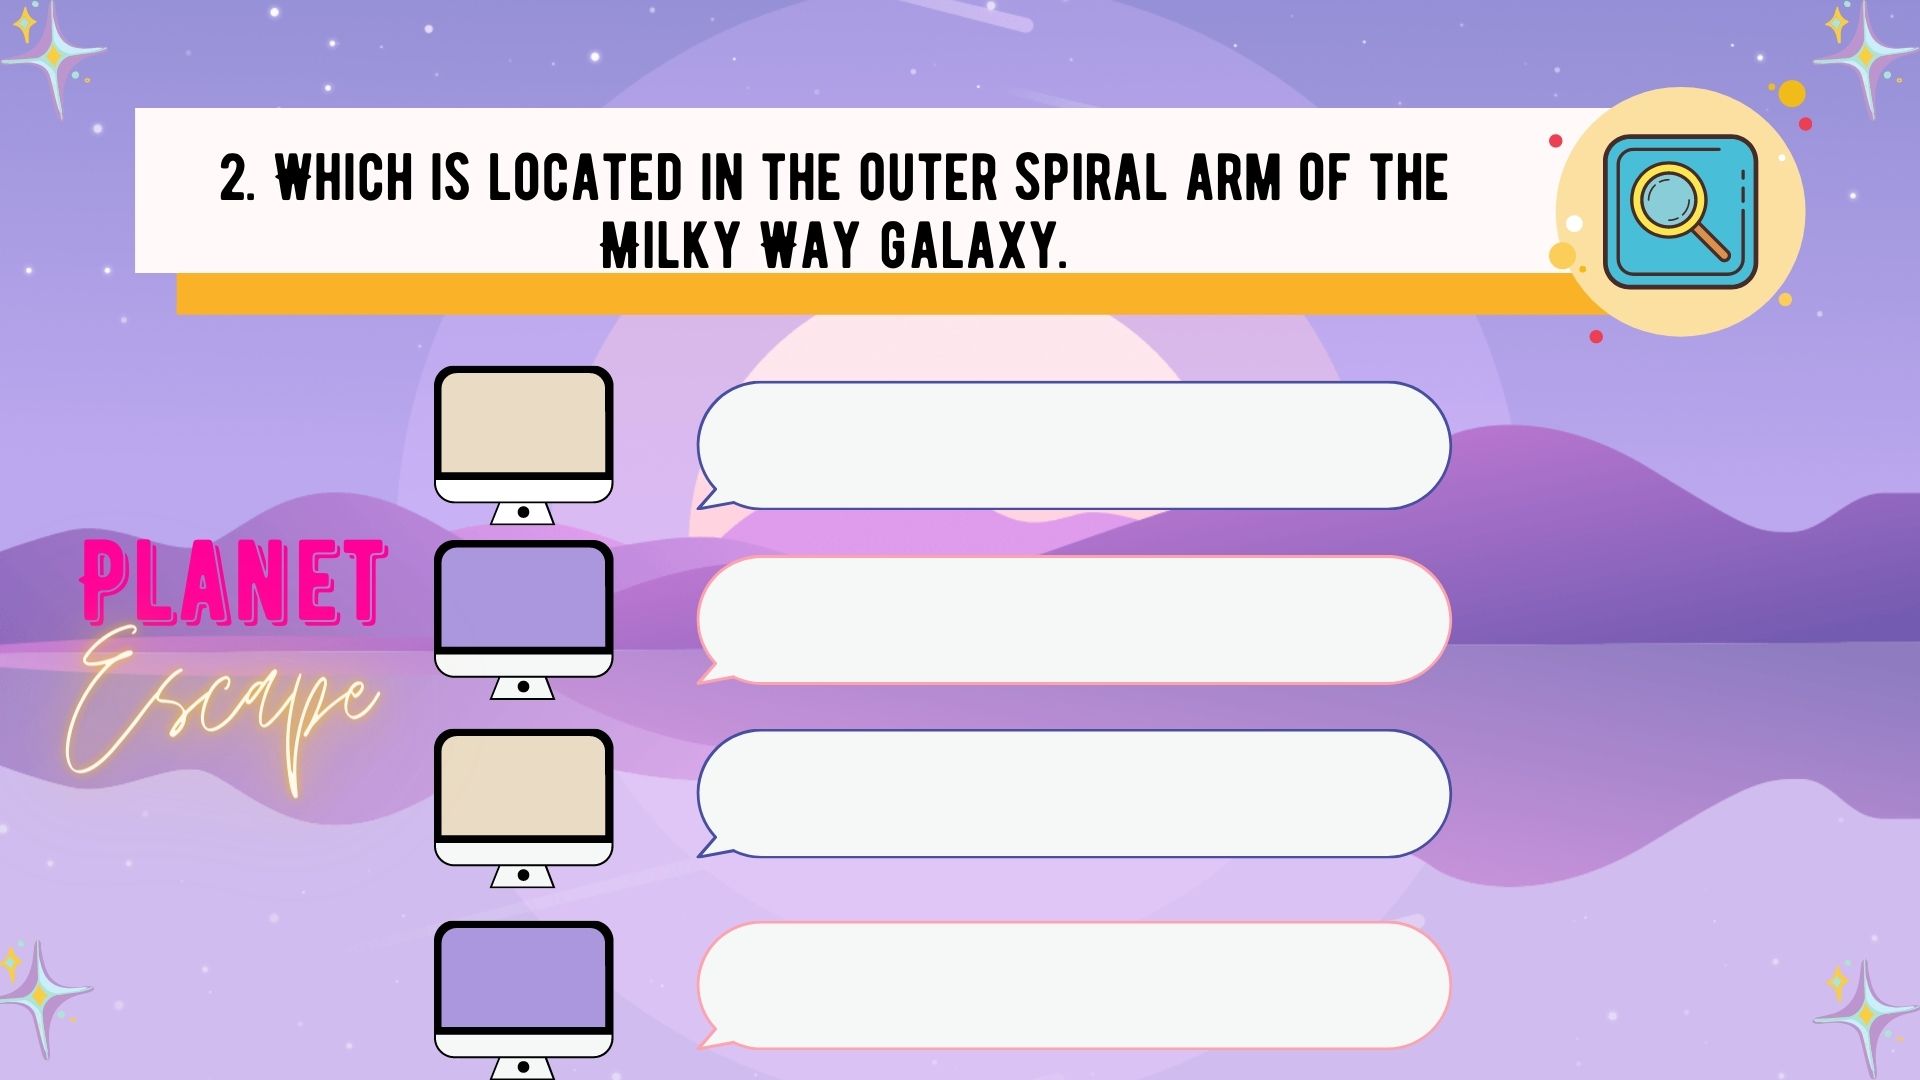 2. WHICH IS LOCATED IN THE OUTER SPIRAL ARM OF THE
MILKY WAY GALAXY.
PLANET
Escape